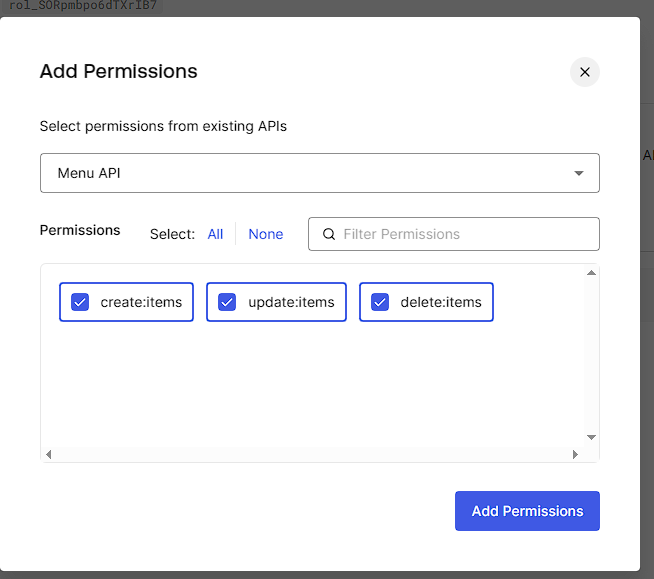 rol_SORpmbpo6dTXrIB7
Add Permissions
Select permissions from existing APIs
Menu API
AI
Permissions Select: All None Filter Permissions
create:items update:items delete:items
Add Permissions